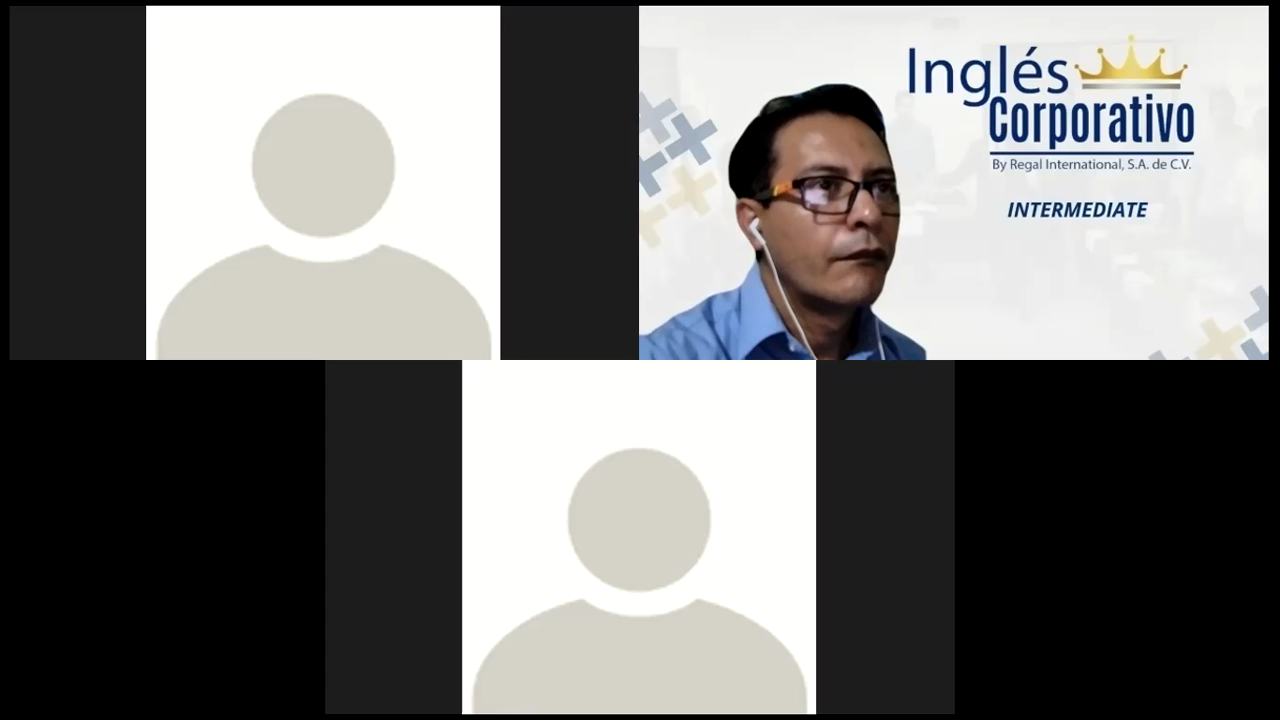 Inglés
Corporativo
By Regal International, S.A. de C.V.
INTERMEDIATE